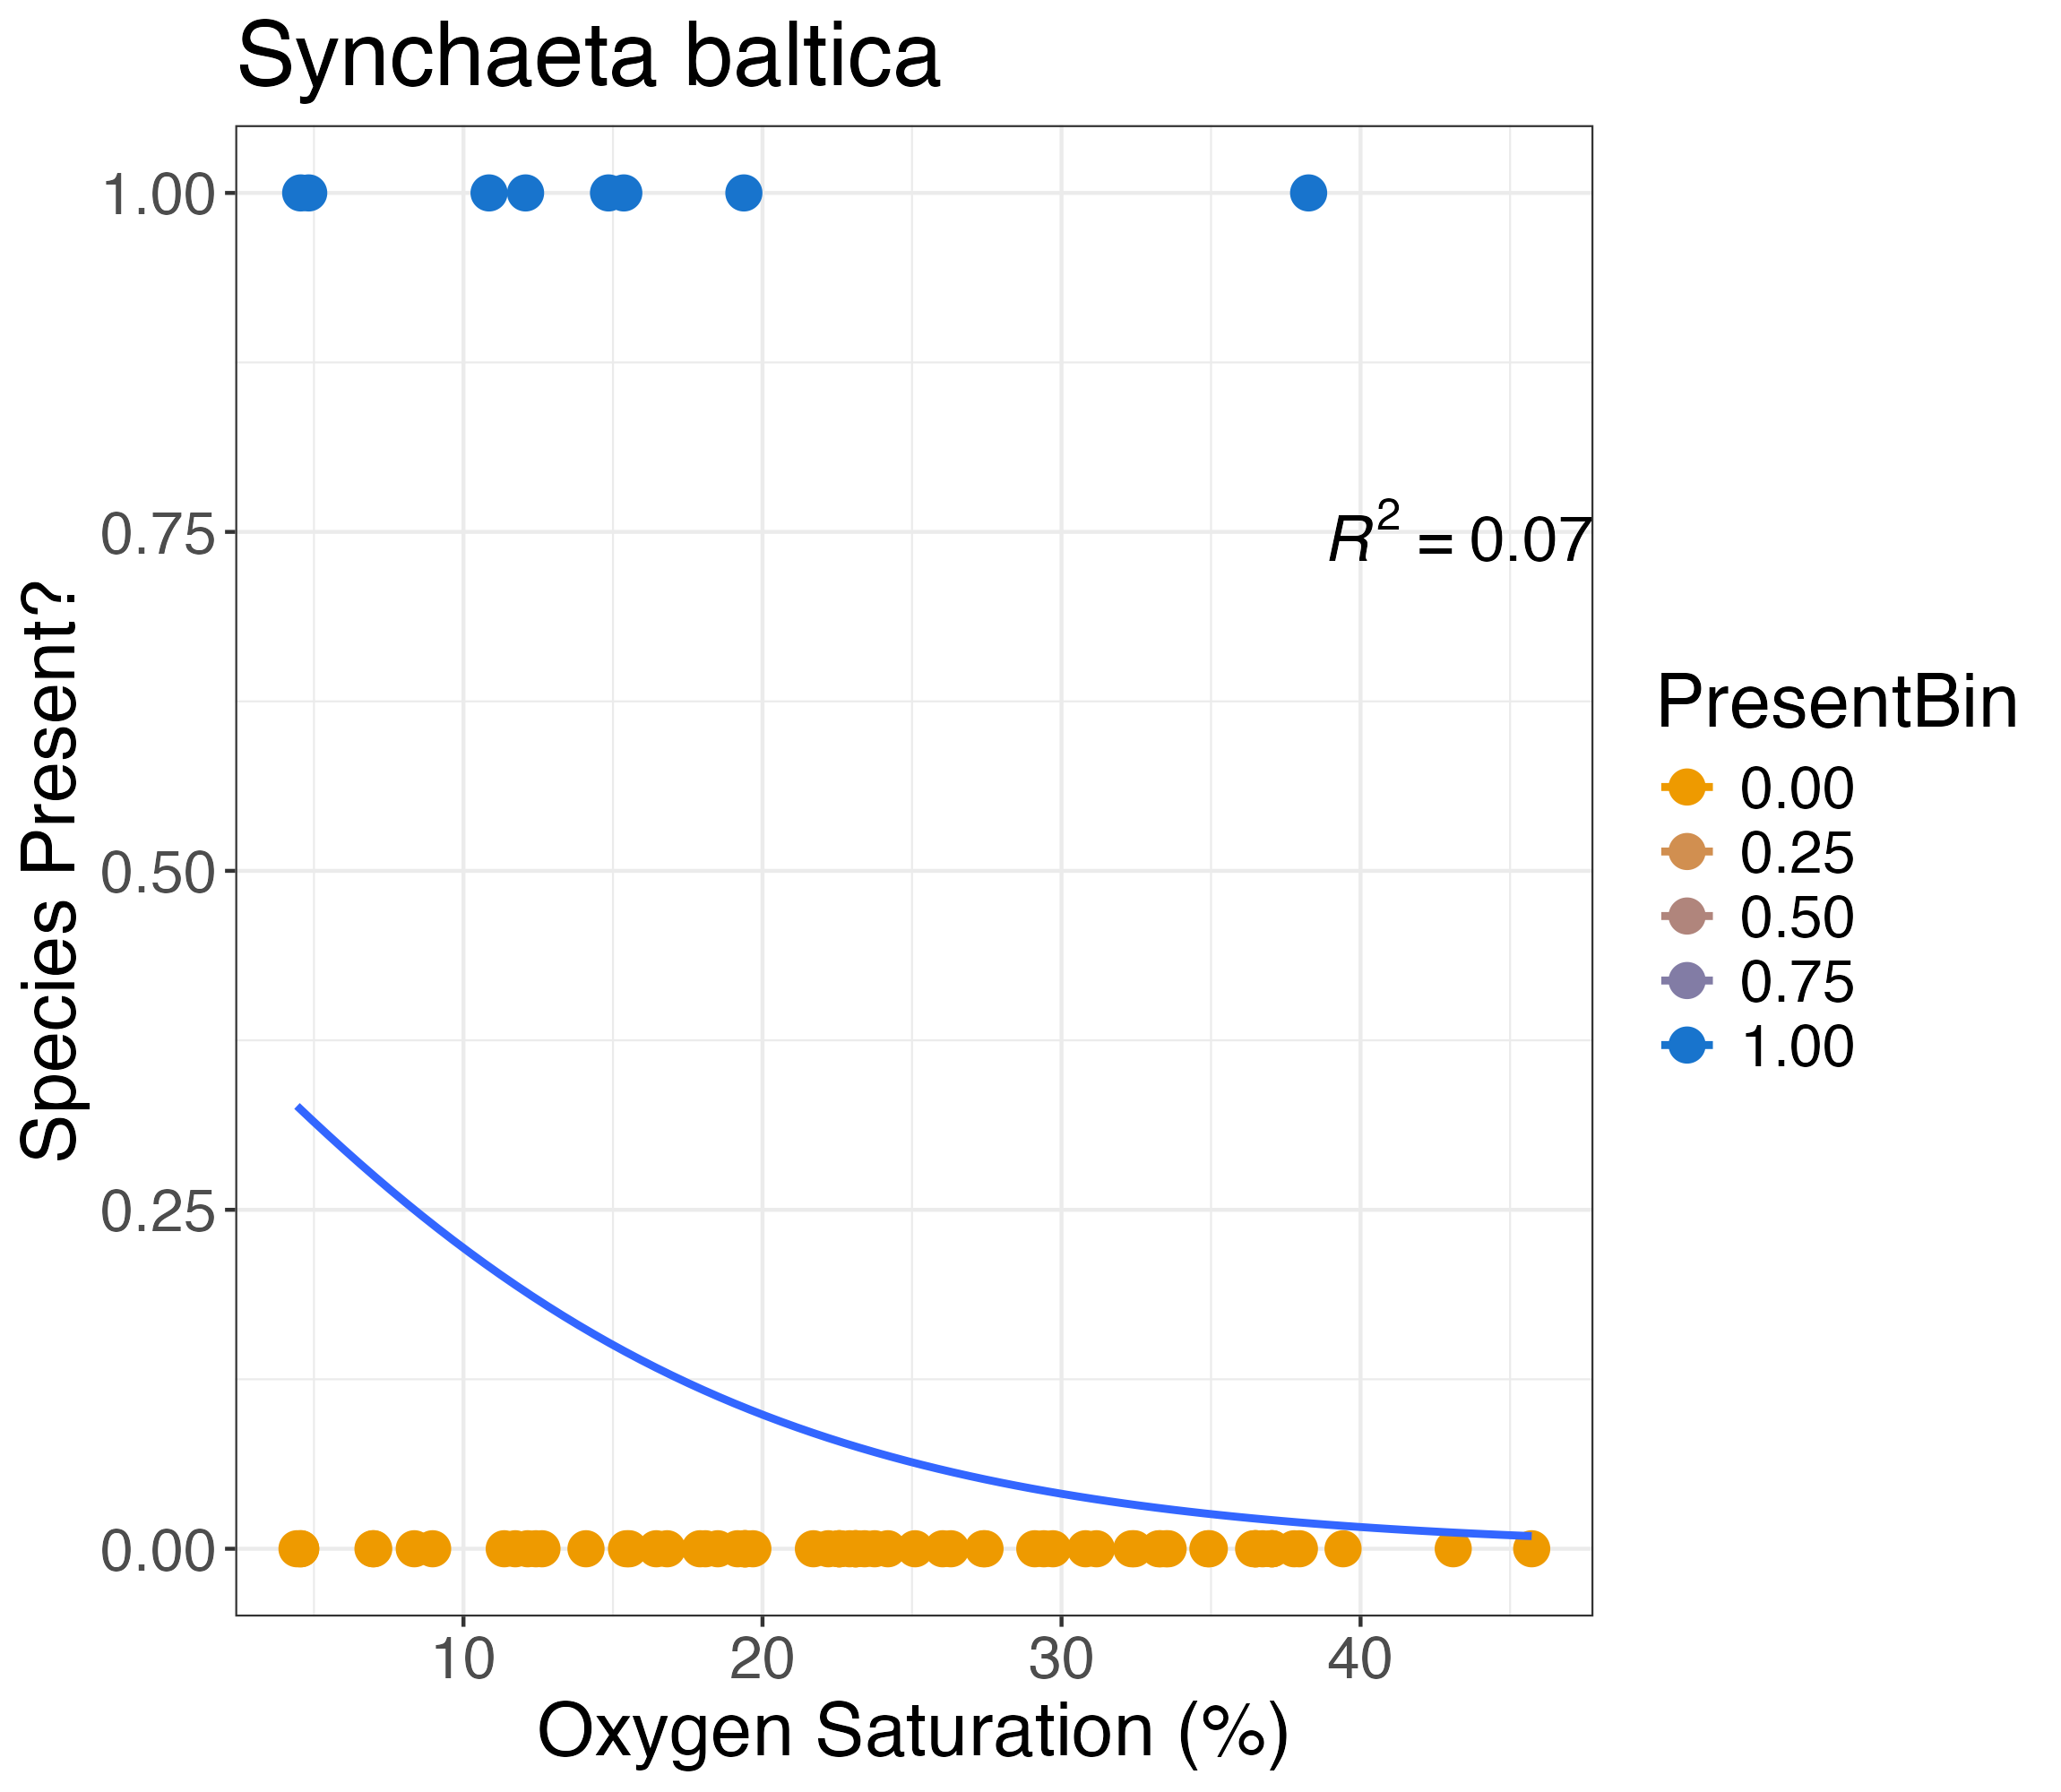 Synchaeta baltica
1.00
0.75
0.50
0.25
0.00
Species Present?
R² = 0.07
10 20 30 40
Oxygen Saturation (%)
PresentBin
0.00
0.25
0.50
0.75
1.00